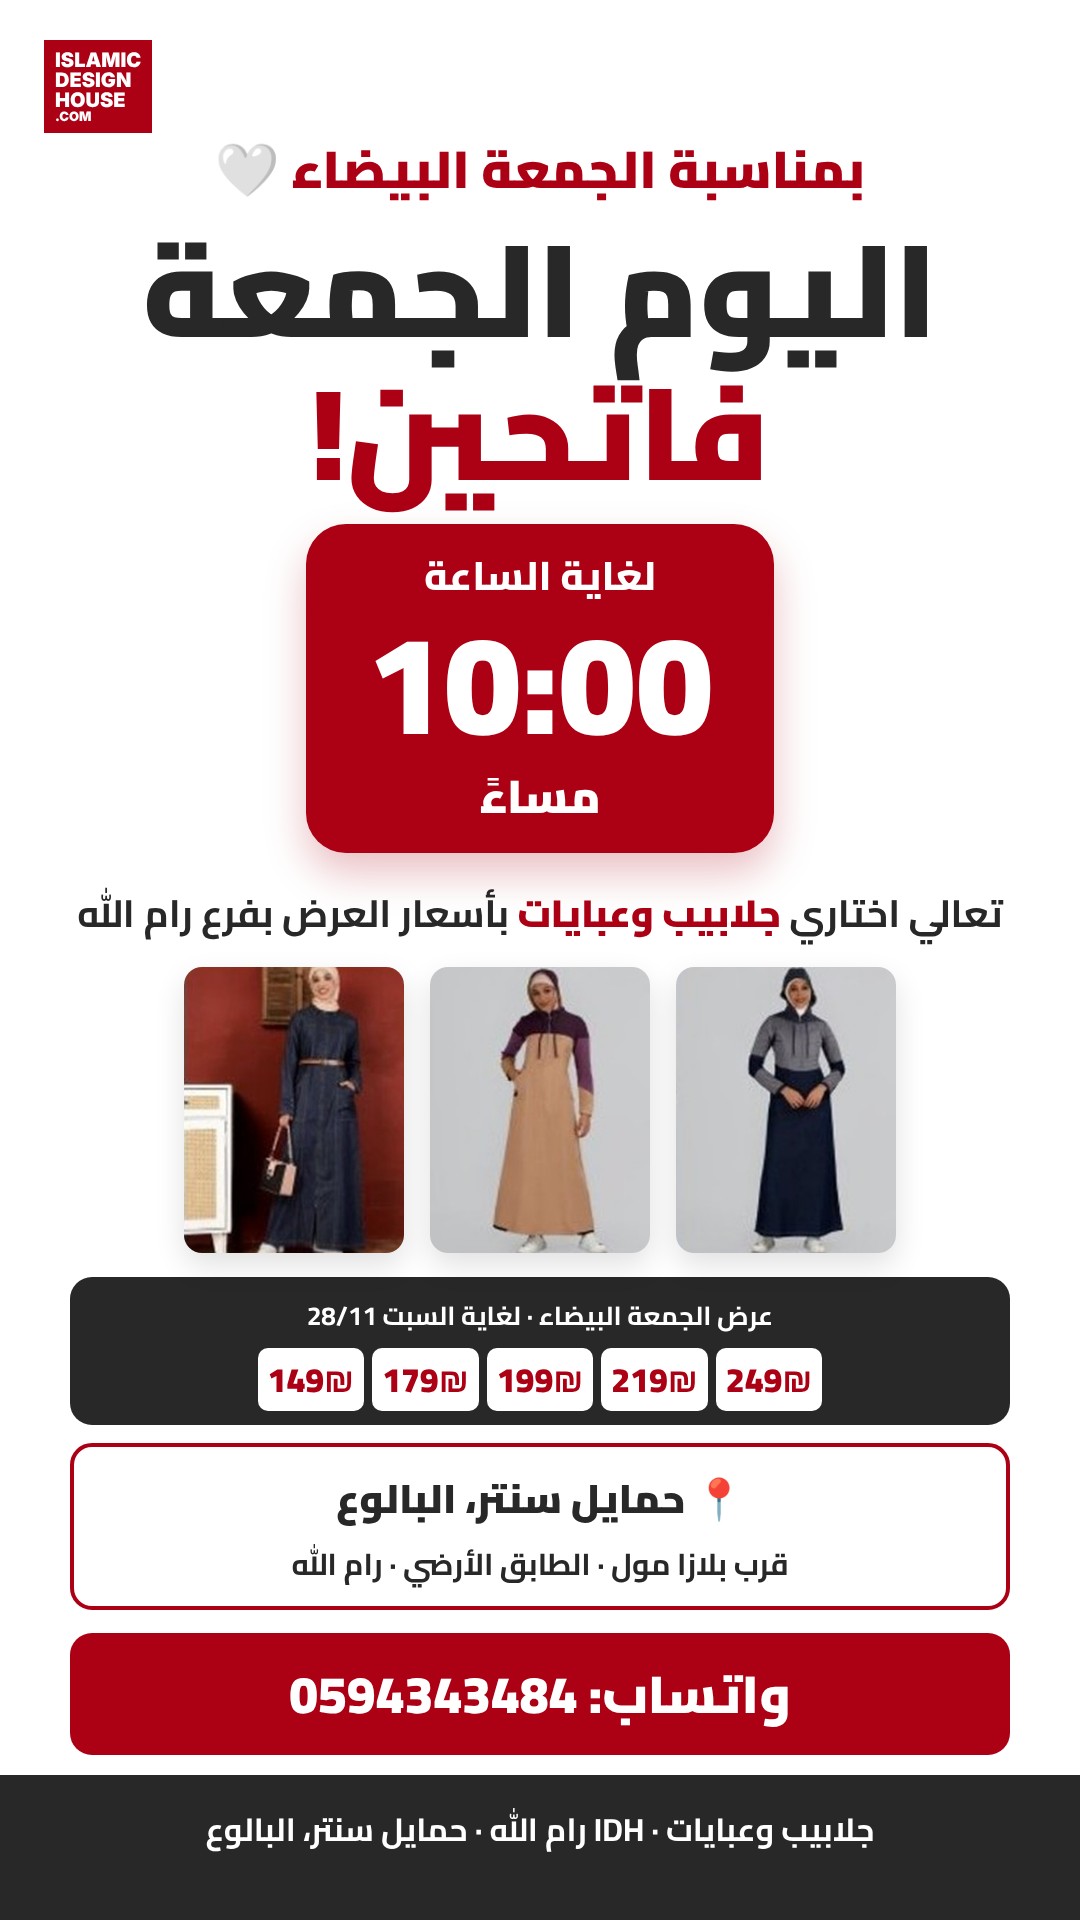 ISLAMIC
DESIGN
HOUSE
.COM
بمناسبة الجمعة البيضاء 🤍
اليوم الجمعة
فاتحين!
لغاية الساعة
10:00
مساءً
تعالي اختاري جلابيب وعبايات بأسعار العرض بفرع رام الله
عرض الجمعة البيضاء · لغاية السبت 28/11
249₪ 219₪ 199₪ 179₪ 149₪
📍 حمايل سنتر، البالوع
قرب بلازا مول · الطابق الأرضي · رام الله
واتساب: 0594343484
جلابيب وعبايات · IDH رام الله · حمايل سنتر، البالوع